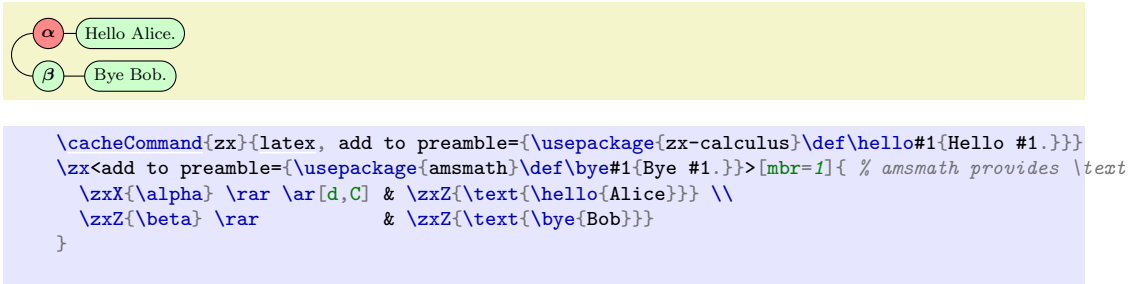 α Hello Alice.
β Bye Bob.
\cacheCommand{zx}{latex, add to preamble={\usepackage{zx-calculus}\def\hello#1{Hello #1.}}}
\zx<add to preamble={\usepackage{amsmath}\def\bye#1{Bye #1.}}>[mbr=1]{ % amsmath provides \text
  \zxX{\alpha} \rar \ar[d,C] & \zxZ{\text{\hello{Alice}}} \\
  \zxZ{\beta} \rar           & \zxZ{\text{\bye{Bob}}}
}